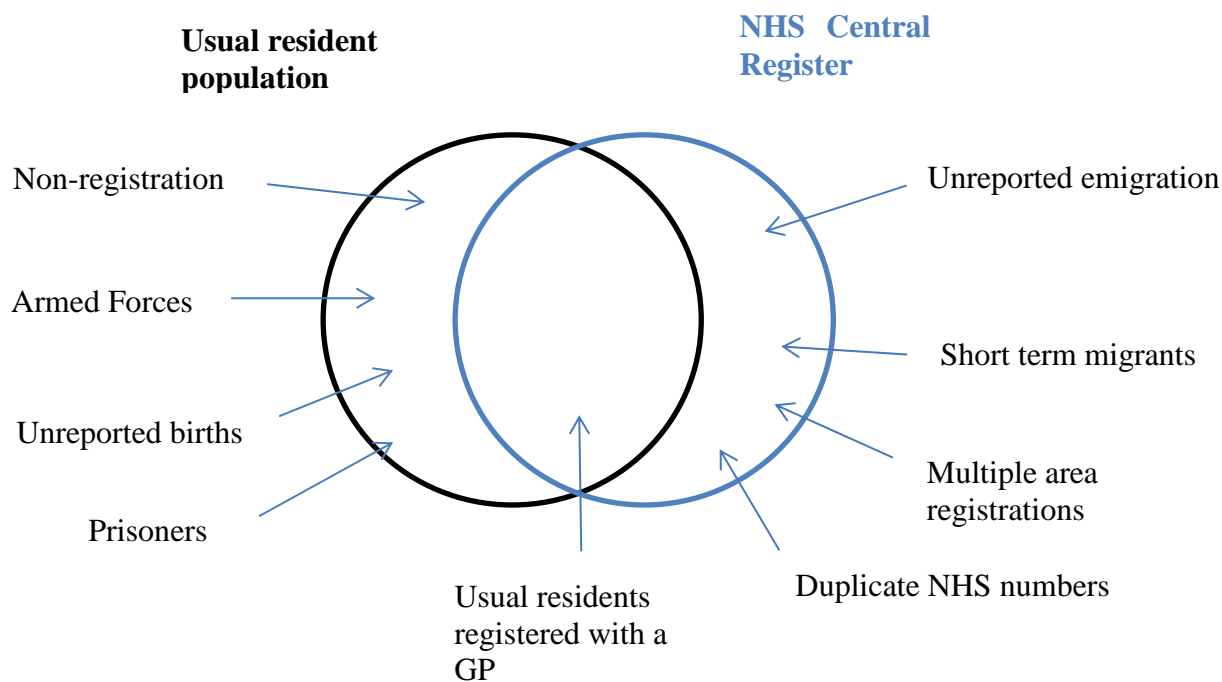 Usual resident
population
NHS Central
Register
Non-registration
Armed Forces
Unreported births
Prisoners
Usual residents
registered with a
GP
Unreported emigration
Short term migrants
Multiple area
registrations
Duplicate NHS numbers